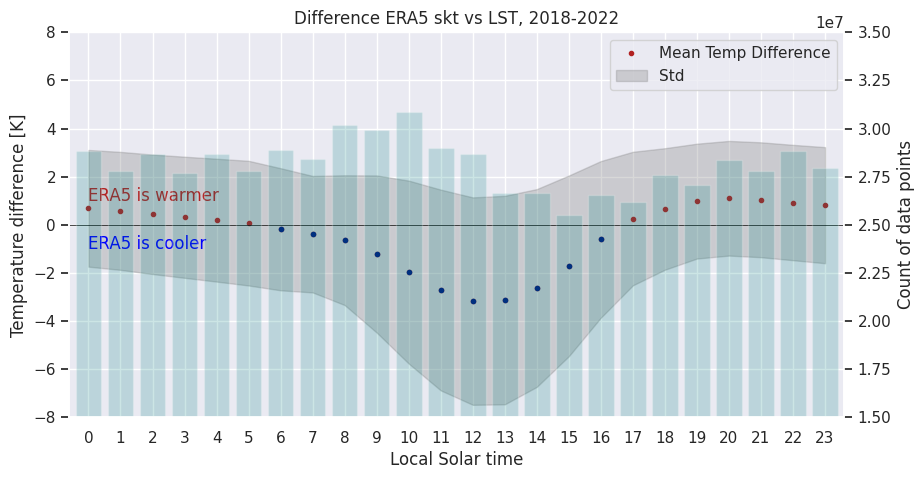 Difference ERA5 skt vs LST, 2018-2022
1e7
8
6
4
2
0
−2
−4
−6
−8
Temperature difference [K]
Mean Temp Difference
Std
ERA5 is warmer
ERA5 is cooler
3.50
3.25
3.00
2.75
2.50
2.25
2.00
1.75
1.50
Count of data points
0 1 2 3 4 5 6 7 8 9 10 11 12 13 14 15 16 17 18 19 20 21 22 23
Local Solar time